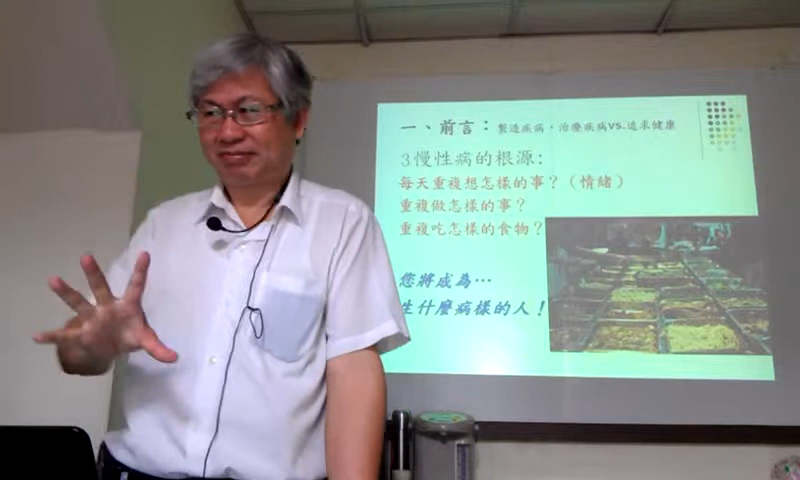 一、前言：製造疾病，治療疾病VS.追求健康
3慢性病的根源:
每天重複想怎樣的事？（情緒）
重複做怎樣的事？
重複吃怎樣的食物？
您將成為…
生什麼病樣的人！